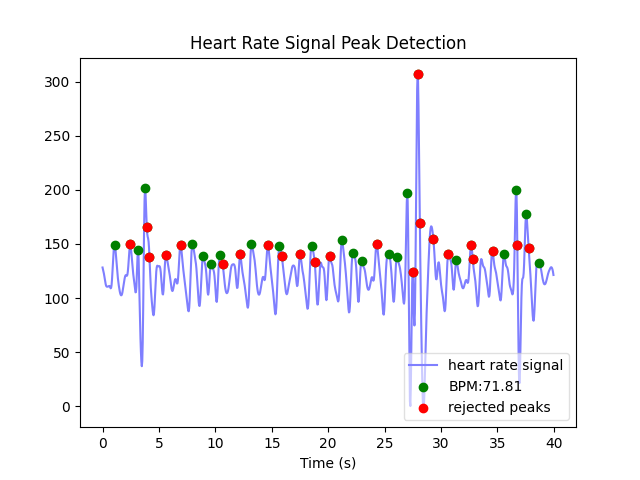 Heart Rate Signal Peak Detection
300
250
200
150
100
50
0
heart rate signal
BPM:71.81
rejected peaks
0 5 10 15 20 25 30 35 40
Time (s)